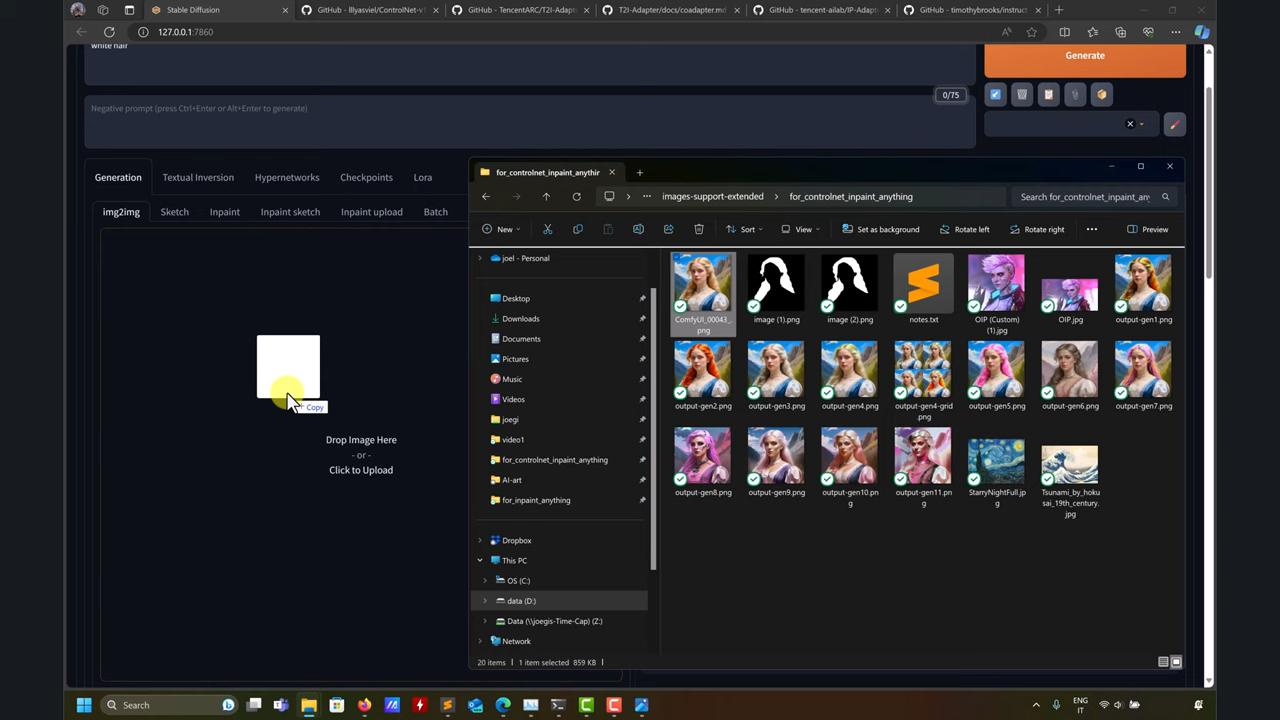 Stable Diffusion
GitHub - lllyasviel/ControlNet-v
GitHub - TencentARC/T2I-Adapt
T2I-Adapter/docs/coadapter.md
GitHub - tencent-ailab/IP-Adapte
GitHub - timothybrooks/instruct
127.0.0.1:7860
white hair
Generate
Negative prompt (press Ctrl+Enter or Alt+Enter to generate)
0/75
Generation
Textual Inversion
Hypernetworks
Checkpoints
Lora
img2img
Sketch
Inpaint
Inpaint sketch
Inpaint upload
Batch
Copy
Drop Image Here
- or -
Click to Upload
for_controlnet_inpaint_anythir
images-support-extended
for_controlnet_inpaint_anything
Search for_controlnet_inpaint_any
New
Sort
View
Set as background
Rotate left
Rotate right
Preview
joel - Personal
Desktop
Downloads
Documents
Pictures
Music
Videos
joegi
video1
for_controlnet_inpaint_anything
AI-art
for_inpaint_anything
Dropbox
This PC
OS (C:)
data (D:)
Data (\\joegis-Time-Cap) (Z:)
Network
ComfyUI_00043_.
png
image (1).png
image (2).png
notes.txt
OIP (Custom)
(1).jpg
OIP.jpg
output-gen1.png
output-gen2.png
output-gen3.png
output-gen4.png
output-gen4-grid
.png
output-gen5.png
output-gen6.png
output-gen7.png
output-gen8.png
output-gen9.png
output-gen10.pn
g
output-gen11.pn
g
StarryNightFull.jp
g
Tsunami_by_hoku
sai_19th_century.
jpg
20 items
1 item selected 859 KB
Search
ENG
IT